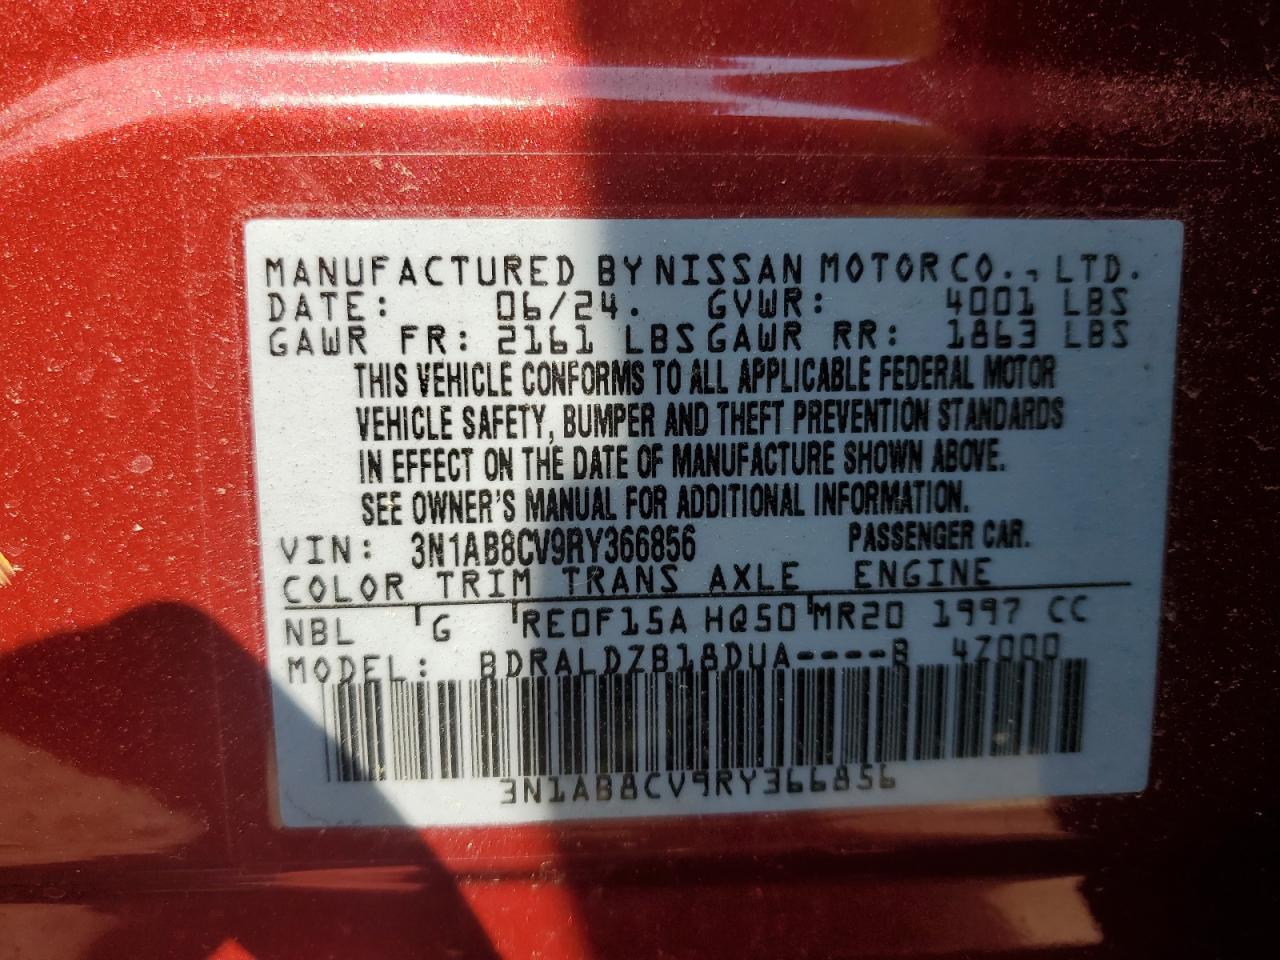 MANUFACTURED BY NISSAN MOTOR CO., LTD.
DATE: 06/24. GVWR: 4001 LBS
GAWR FR: 2161 LBS GAWR RR: 1863 LBS
THIS VEHICLE CONFORMS TO ALL APPLICABLE FEDERAL MOTOR
VEHICLE SAFETY, BUMPER AND THEFT PREVENTION STANDARDS
IN EFFECT ON THE DATE OF MANUFACTURE SHOWN ABOVE.
SEE OWNER'S MANUAL FOR ADDITIONAL INFORMATION.
VIN: 3N1AB8CV9RY366856 PASSENGER CAR.
COLOR TRIM TRANS AXLE ENGINE
NBL G RE0F15A HQ50 MR20 1997 CC
MODEL: BDRALDZB18DUA----B 47000
3N1AB8CV9RY366856